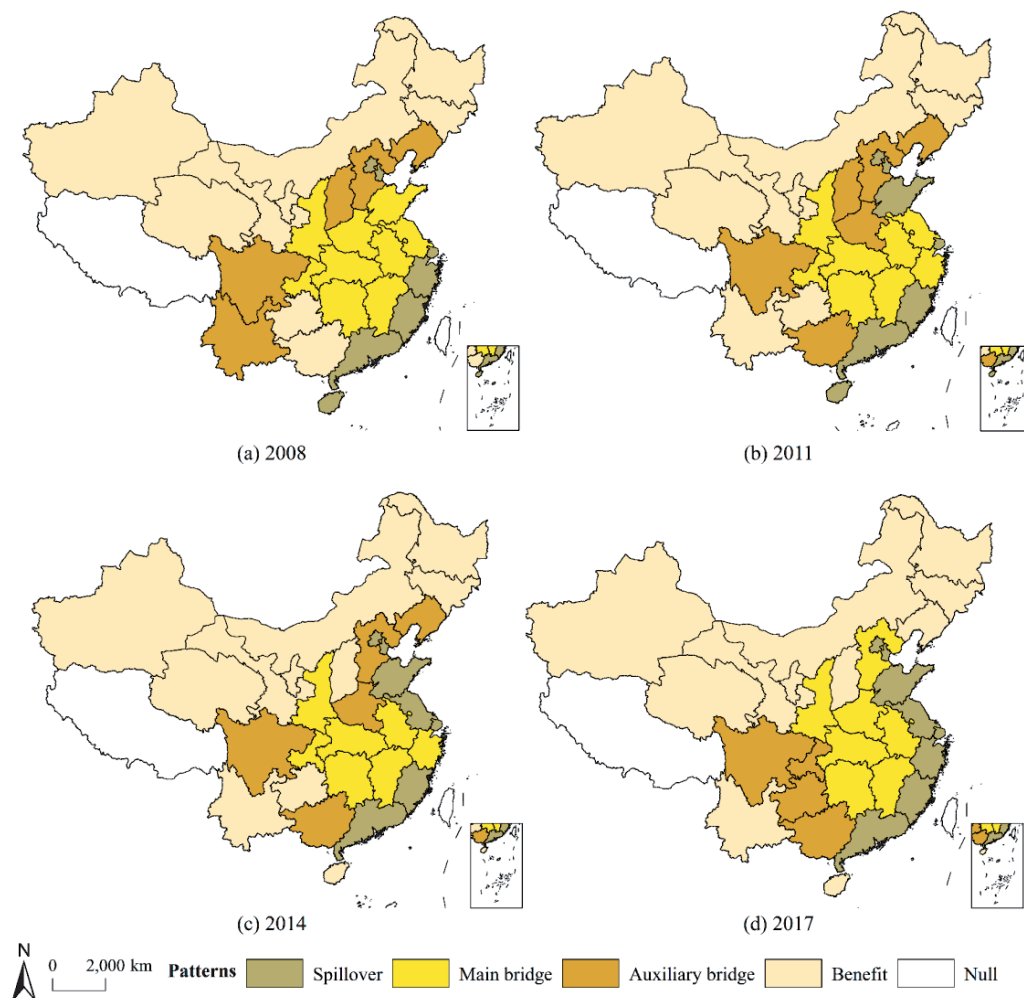 (a) 2008
(b) 2011
(c) 2014
(d) 2017
N
0 2,000 km
Patterns Spillover Main bridge Auxiliary bridge Benefit Null